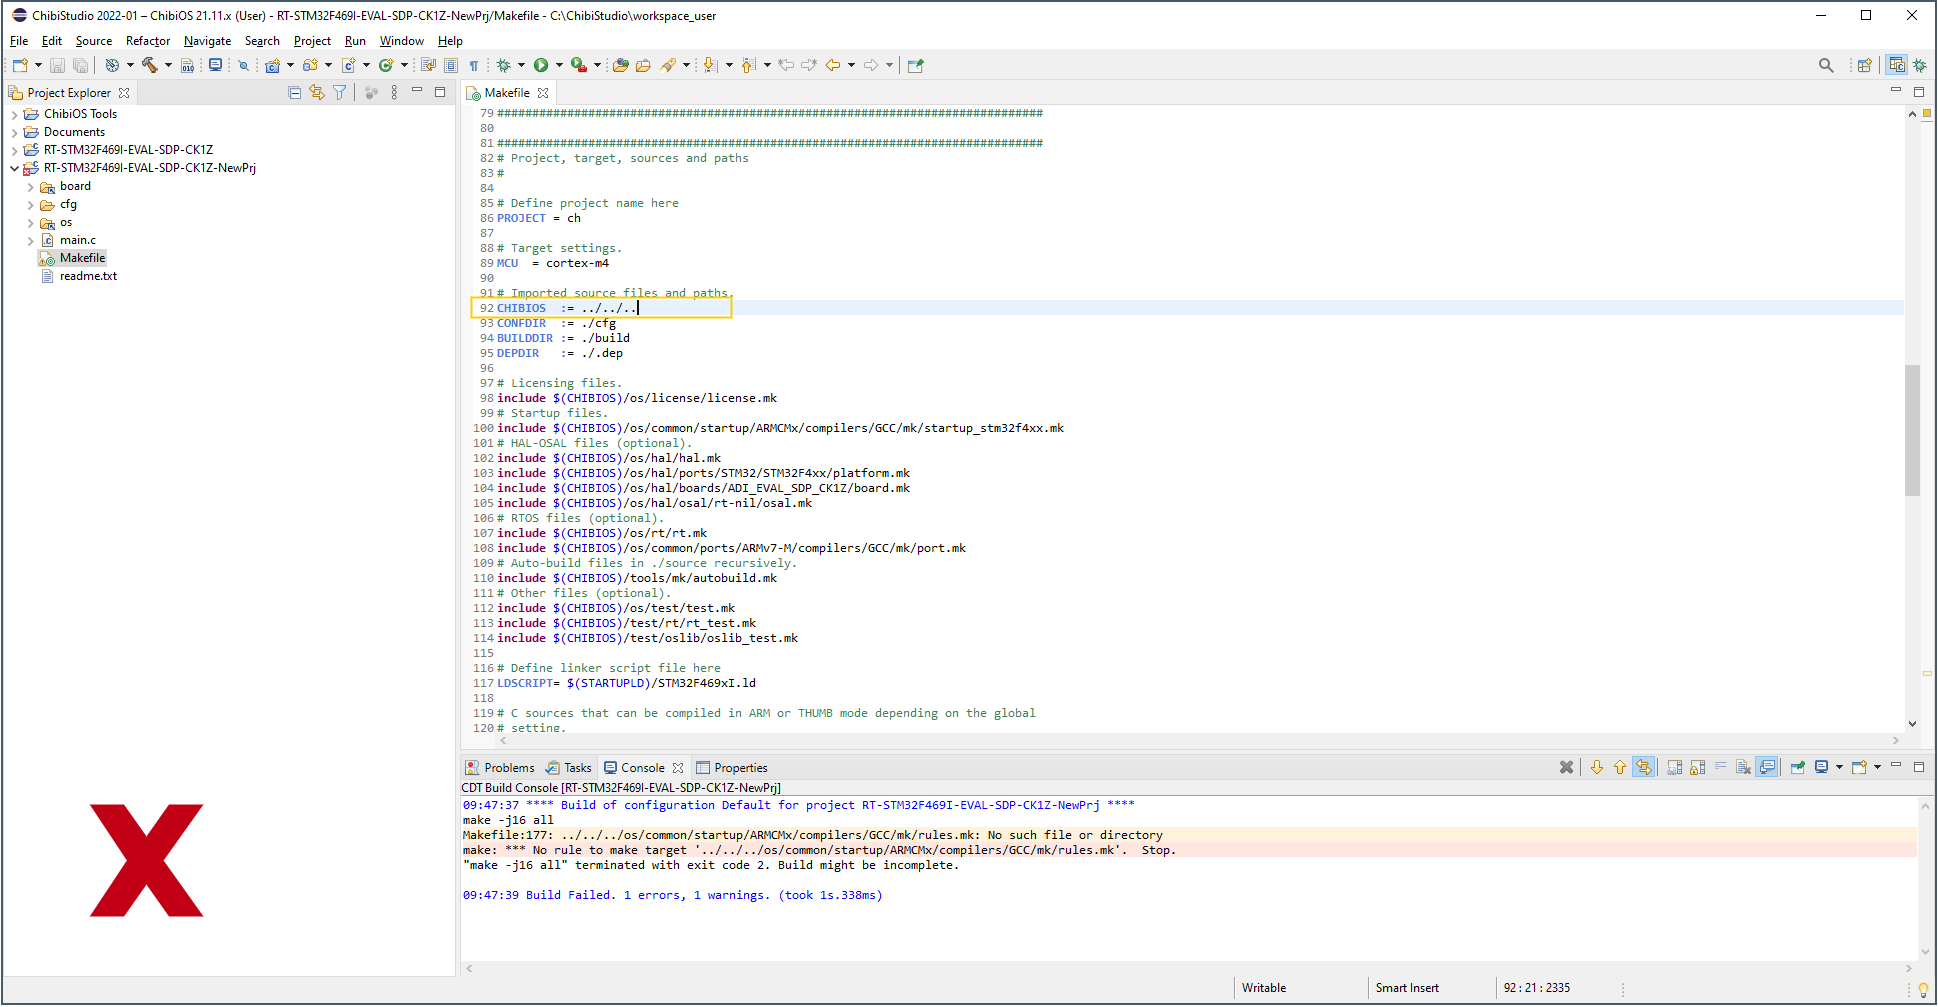 ChibiStudio 2022-01 – ChibiOS 21.11.x (User) - RT-STM32F469I-EVAL-SDP-CK1Z-NewPrj/Makefile - C:\ChibiStudio\workspace_user
File Edit Source Refactor Navigate Search Project Run Window Help
Project Explorer
ChibiOS Tools
Documents
RT-STM32F469I-EVAL-SDP-CK1Z
RT-STM32F469I-EVAL-SDP-CK1Z-NewPrj
board
cfg
os
main.c
Makefile
readme.txt
Makefile
79 ##############################################################################
80
81 ##############################################################################
82 # Project, target, sources and paths
83 #
84
85 # Define project name here
86 PROJECT = ch
87
88 # Target settings.
89 MCU  = cortex-m4
90
91 # Imported source files and paths.
92 CHIBIOS  := ../../..
93 CONFDIR  := ./cfg
94 BUILDDIR := ./build
95 DEPDIR   := ./.dep
96
97 # Licensing files.
98 include $(CHIBIOS)/os/license/license.mk
99 # Startup files.
100 include $(CHIBIOS)/os/common/startup/ARMCMx/compilers/GCC/mk/startup_stm32f4xx.mk
101 # HAL-OSAL files (optional).
102 include $(CHIBIOS)/os/hal/hal.mk
103 include $(CHIBIOS)/os/hal/ports/STM32/STM32F4xx/platform.mk
104 include $(CHIBIOS)/os/hal/boards/ADI_EVAL_SDP_CK1Z/board.mk
105 include $(CHIBIOS)/os/hal/osal/rt-nil/osal.mk
106 # RTOS files (optional).
107 include $(CHIBIOS)/os/rt/rt.mk
108 include $(CHIBIOS)/os/common/ports/ARMv7-M/compilers/GCC/mk/port.mk
109 # Auto-build files in ./source recursively.
110 include $(CHIBIOS)/tools/mk/autobuild.mk
111 # Other files (optional).
112 include $(CHIBIOS)/os/test/test.mk
113 include $(CHIBIOS)/test/rt/rt_test.mk
114 include $(CHIBIOS)/test/oslib/oslib_test.mk
115
116 # Define linker script file here
117 LDSCRIPT= $(STARTUPLD)/STM32F469xI.ld
118
119 # C sources that can be compiled in ARM or THUMB mode depending on the global
120 # setting.
Problems Tasks Console Properties
CDT Build Console [RT-STM32F469I-EVAL-SDP-CK1Z-NewPrj]
09:47:37 **** Build of configuration Default for project RT-STM32F469I-EVAL-SDP-CK1Z-NewPrj ****
make -j16 all
Makefile:177: ../../../os/common/startup/ARMCMx/compilers/GCC/mk/rules.mk: No such file or directory
make: *** No rule to make target '../../../os/common/startup/ARMCMx/compilers/GCC/mk/rules.mk'.  Stop.
"make -j16 all" terminated with exit code 2. Build might be incomplete.
09:47:39 Build Failed. 1 errors, 1 warnings. (took 1s.338ms)
X
Writable Smart Insert 92 : 21 : 2335